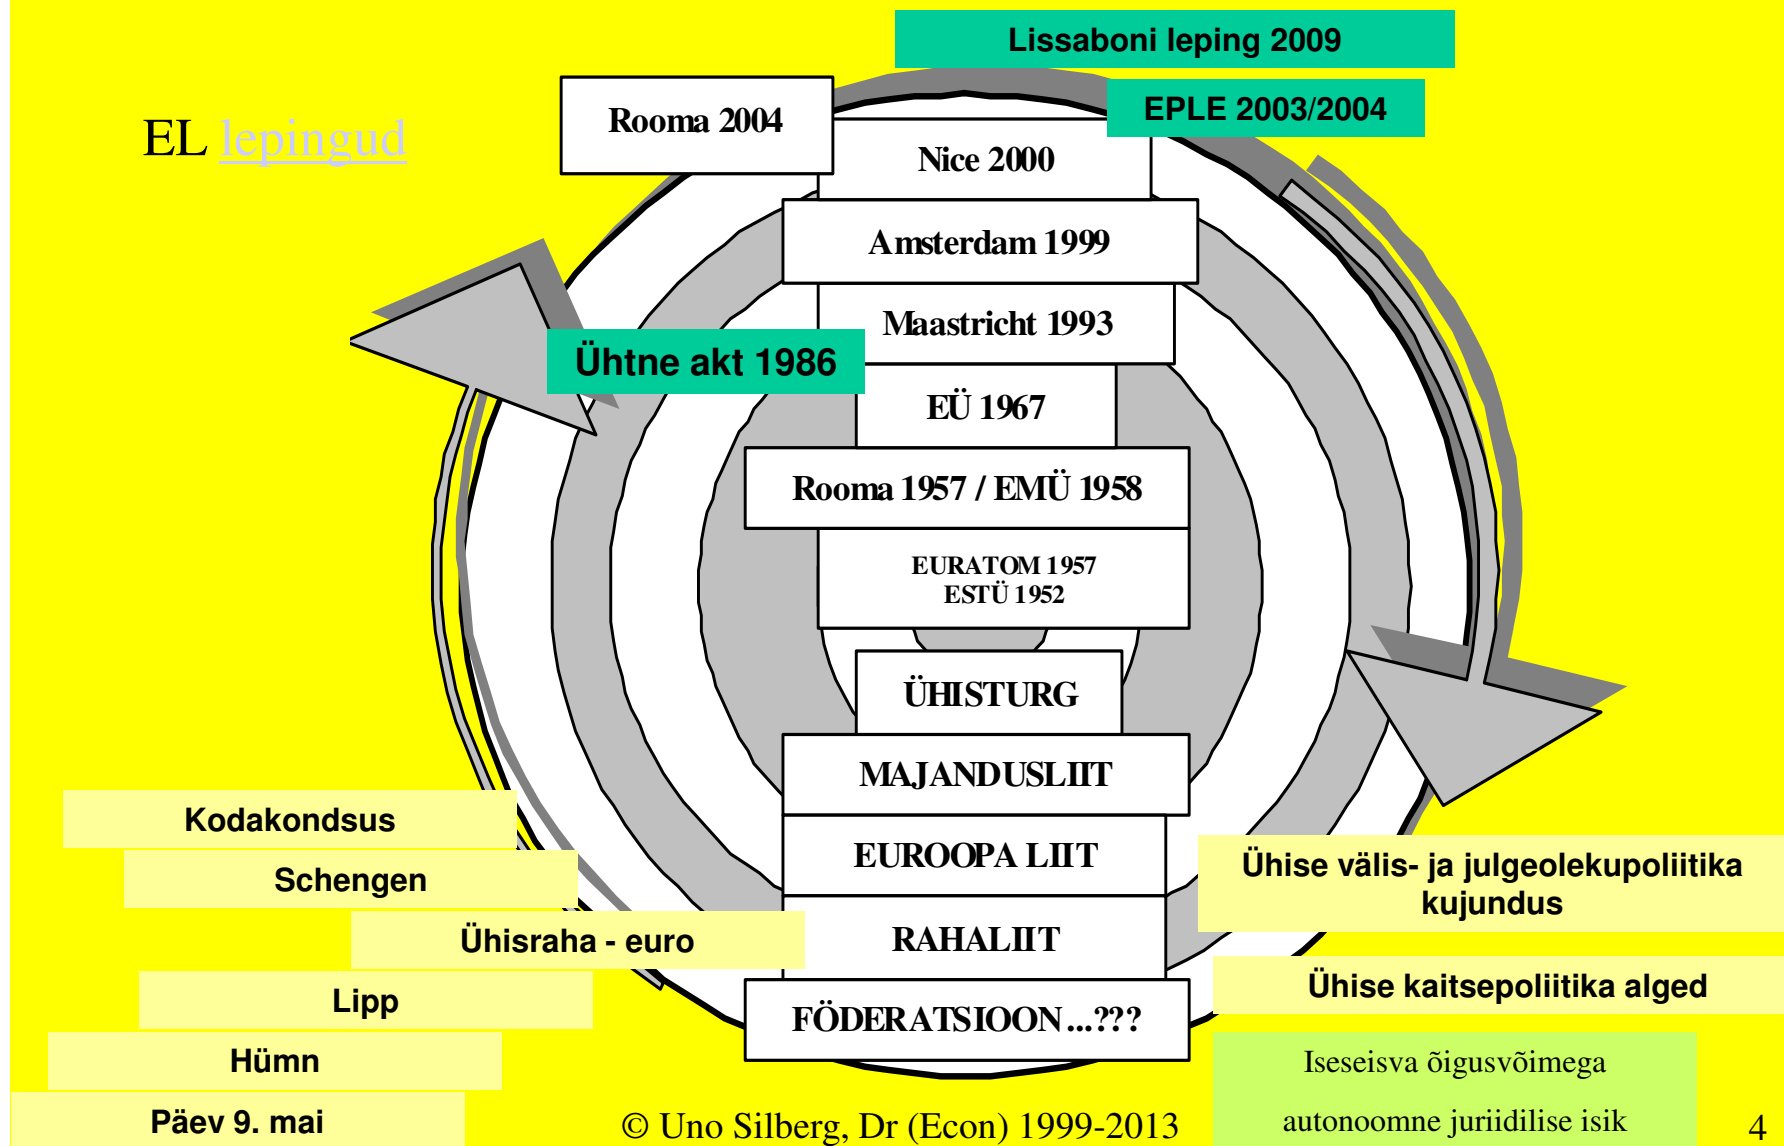 Lissaboni leping 2009
EPLE 2003/2004
Rooma 2004
EL lepingud
Nice 2000
Amsterdam 1999
Maastricht 1993
Ühtne akt 1986
EÜ 1967
Rooma 1957 / EMÜ 1958
EURATOM 1957
ESTÜ 1952
ÜHISTURG
MAJANDUSLIIT
EUROOPA LIIT
RAHALIIT
FÖDERATSIOON ...???
Kodakondsus
Schengen
Ühisraha - euro
Lipp
Hümn
Päev 9. mai
Ühise välis- ja julgeolekupoliitika
kujundus
Ühise kaitsepoliitika alged
Iseseisva õigusvõimega
autonoomne juriidilise isik
© Uno Silberg, Dr (Econ) 1999-2013
4